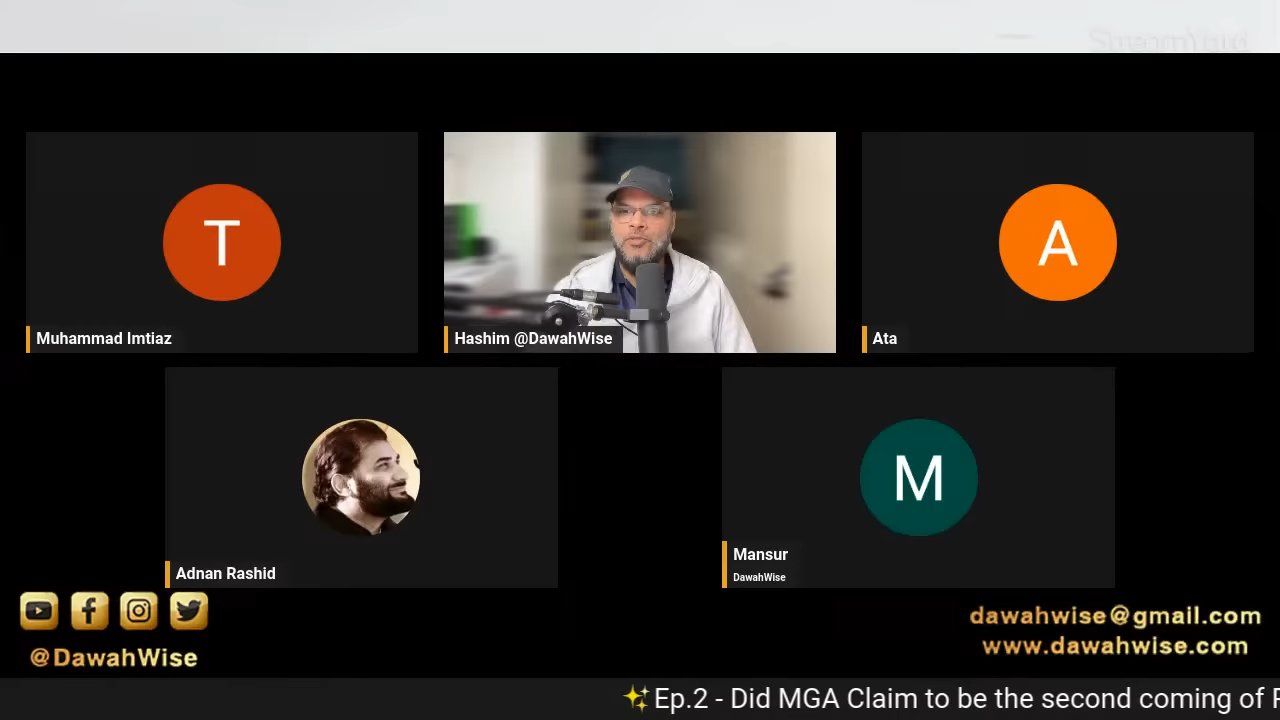 StreamYard
T
Muhammad Imtiaz
Hashim @DawahWise
A
Ata
Adnan Rashid
M
Mansur
DawahWise
@DawahWise
dawahwise@gmail.com
www.dawahwise.com
✨Ep.2 - Did MGA Claim to be the second coming of